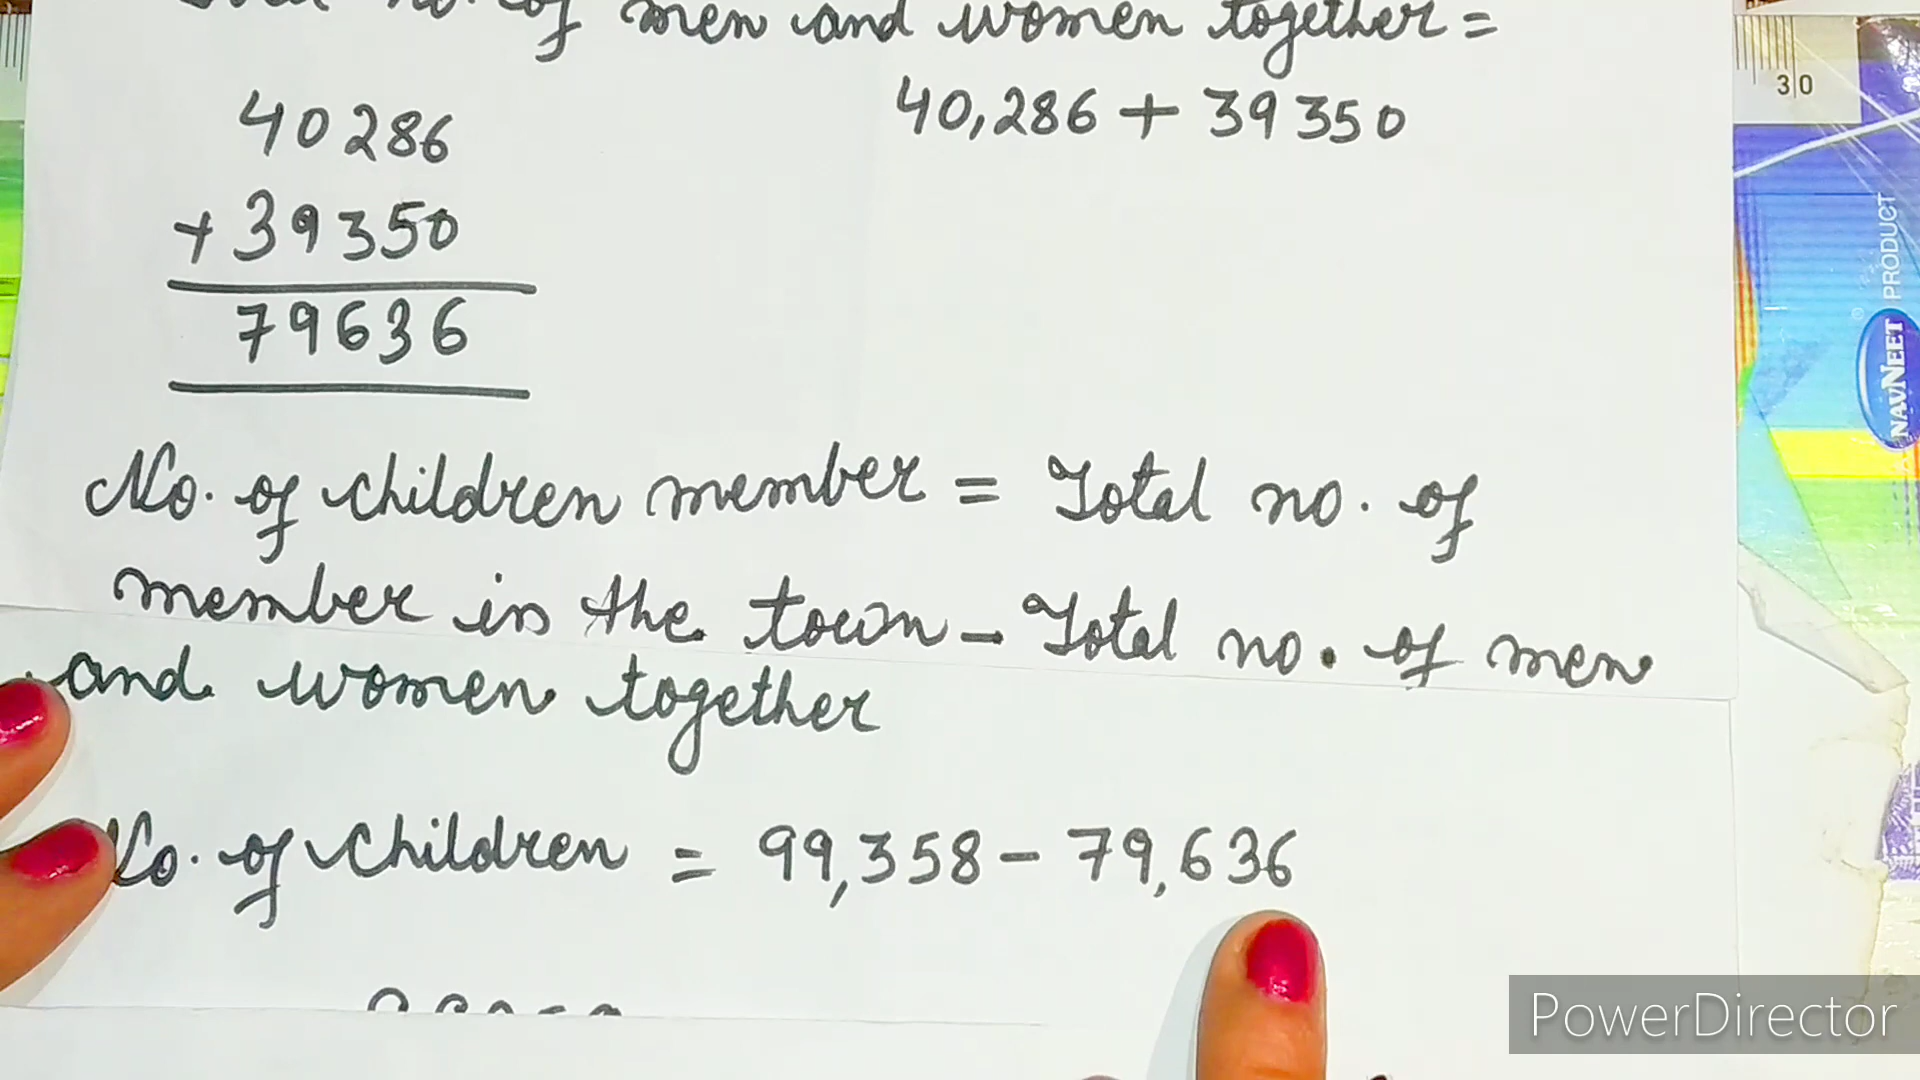 no. of men and women together =
40286
40,286 + 39350
+ 39350
79636
No. of children member = Total no. of
member in the town - Total no. of men
and women together
No. of children = 99,358 - 79,636
30
NAVNEET PRODUCT
PowerDirector